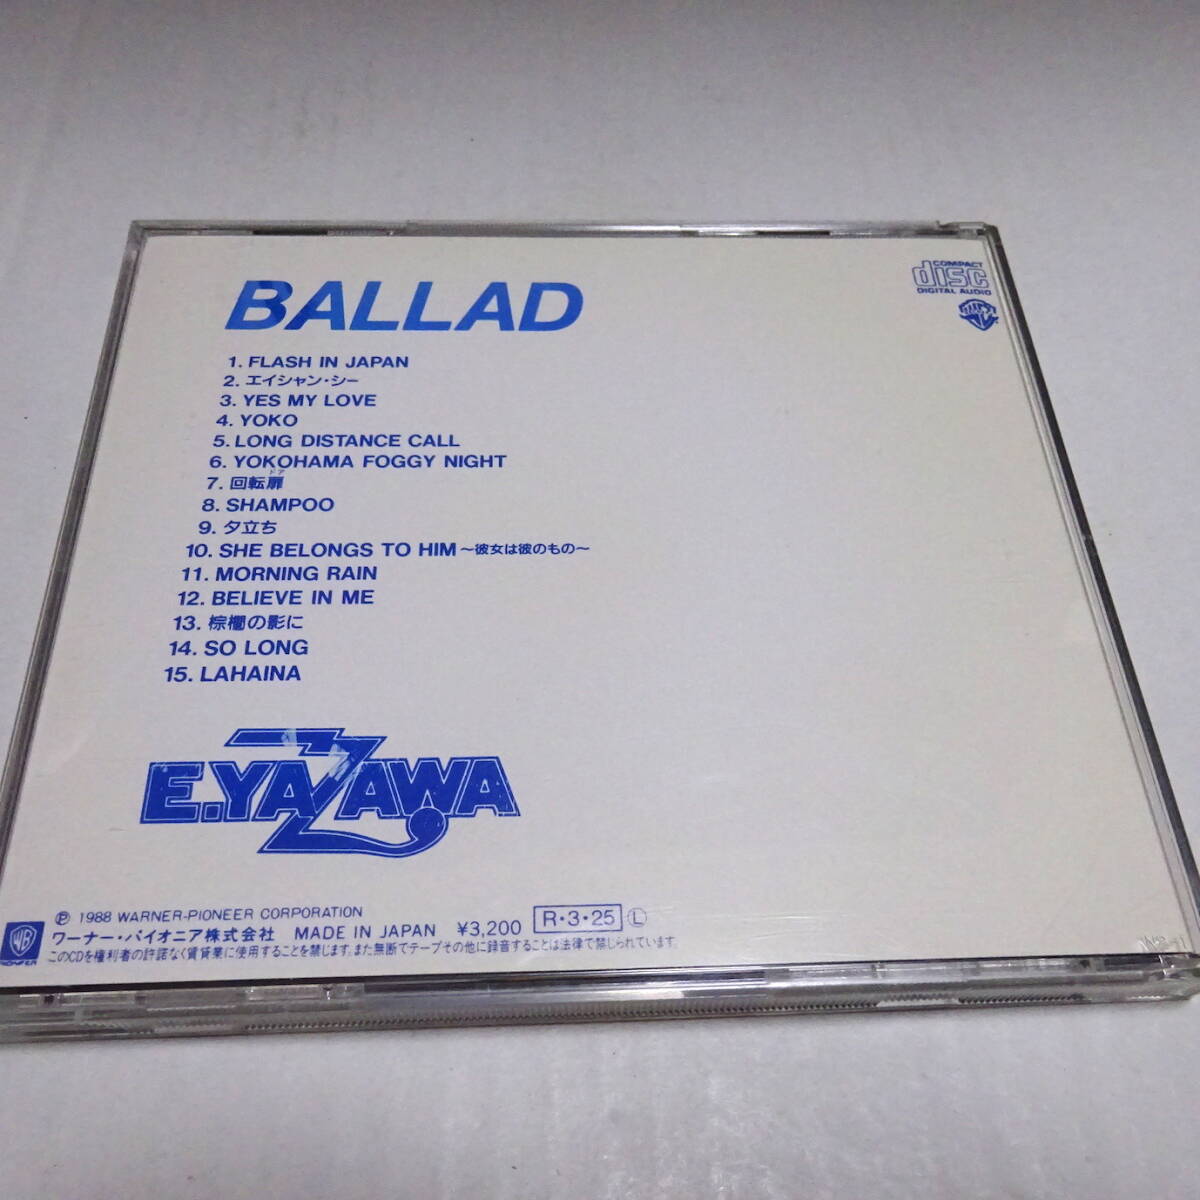 BALLAD
COMPACT
disc
DIGITAL AUDIO
1. FLASH IN JAPAN
2. エイシャン・シー
3. YES MY LOVE
4. YOKO
5. LONG DISTANCE CALL
6. YOKOHAMA FOGGY NIGHT
ドア
7. 回転扉
8. SHAMPOO
9. 夕立ち
10. SHE BELONGS TO HIM〜彼女は彼のもの〜
11. MORNING RAIN
12. BELIEVE IN ME
13. 棕櫚の影に
14. SO LONG
15. LAHAINA
E.YAZAWA
Ⓟ 1988 WARNER-PIONEER CORPORATION
ワーナー・パイオニア株式会社 MADE IN JAPAN ¥3,200 R・3・25 Ⓛ
このCDを権利者の許諾なく賃貸業に使用することを禁じます。また無断でテープその他に録音することは法律で禁じられています。